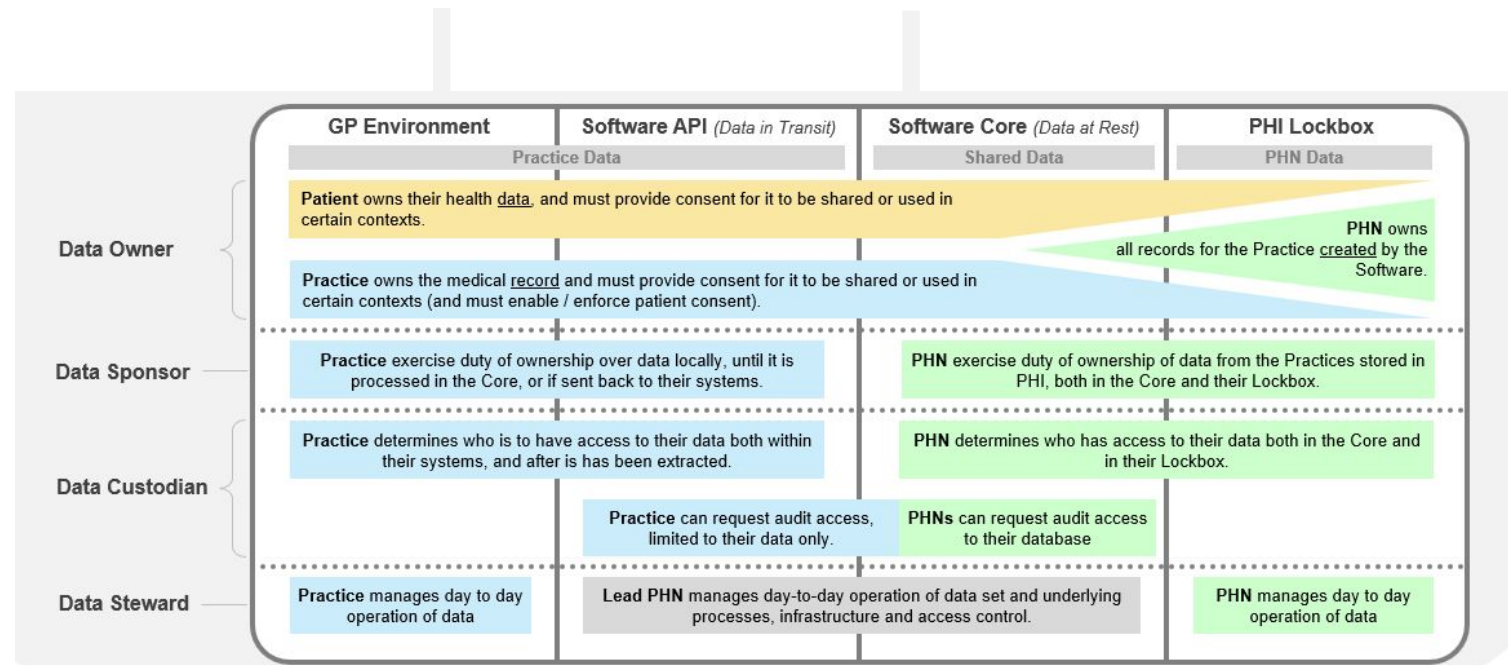 GP Environment
Software API (Data in Transit)
Software Core (Data at Rest)
PHI Lockbox
Practice Data
Shared Data
PHN Data
Data Owner
Patient owns their health data, and must provide consent for it to be shared or used in
certain contexts.
PHN owns
all records for the Practice created by the
Software.
Practice owns the medical record and must provide consent for it to be shared or used in
certain contexts (and must enable / enforce patient consent).
Data Sponsor
Practice exercise duty of ownership over data locally, until it is
processed in the Core, or if sent back to their systems.
PHN exercise duty of ownership of data from the Practices stored in
PHI, both in the Core and their Lockbox.
Data Custodian
Practice determines who is to have access to their data both within
their systems, and after is has been extracted.
PHN determines who has access to their data both in the Core and
in their Lockbox.
Practice can request audit access,
limited to their data only.
PHNs can request audit access
to their database
Data Steward
Practice manages day to day
operation of data
Lead PHN manages day-to-day operation of data set and underlying
processes, infrastructure and access control.
PHN manages day to day
operation of data